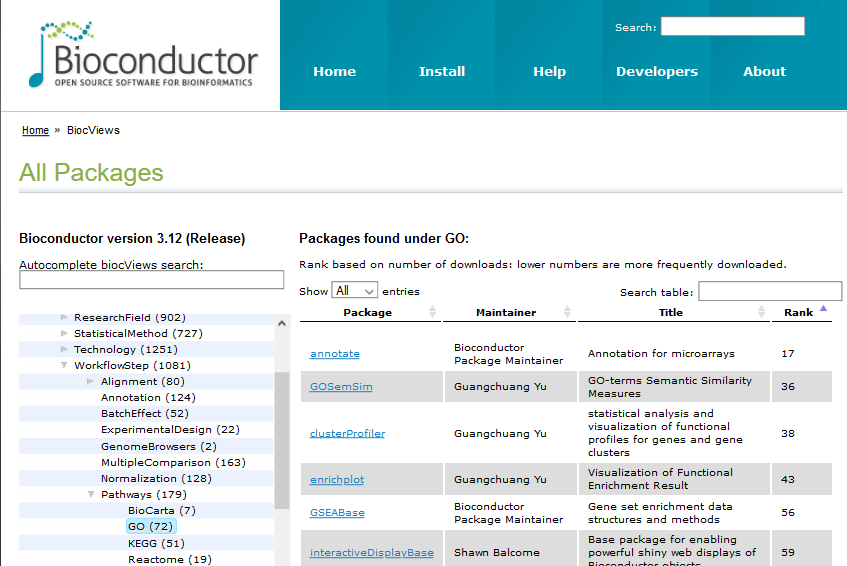 Bioconductor
OPEN SOURCE SOFTWARE FOR BIOINFORMATICS
Search:
Home Install Help Developers About
Home » BiocViews
All Packages
Bioconductor version 3.12 (Release)
Autocomplete biocViews search:
ResearchField (902)
StatisticalMethod (727)
Technology (1251)
WorkflowStep (1081)
Alignment (80)
Annotation (124)
BatchEffect (52)
ExperimentalDesign (22)
GenomeBrowsers (2)
MultipleComparison (163)
Normalization (128)
Pathways (179)
BioCarta (7)
GO (72)
KEGG (51)
Reactome (19)
Packages found under GO:
Rank based on number of downloads: lower numbers are more frequently downloaded.
Show All entries
Search table:
Package Maintainer Title Rank
annotate
Bioconductor
Package Maintainer
Annotation for microarrays
17
GOSemSim
Guangchuang Yu
GO-terms Semantic Similarity
Measures
36
clusterProfiler
Guangchuang Yu
statistical analysis and
visualization of functional
profiles for genes and gene
clusters
38
enrichplot
Guangchuang Yu
Visualization of Functional
Enrichment Result
43
GSEABase
Bioconductor
Package Maintainer
Gene set enrichment data
structures and methods
56
interactiveDisplayBase
Shawn Balcome
Base package for enabling
powerful shiny web displays of
Bioconductor objects
59